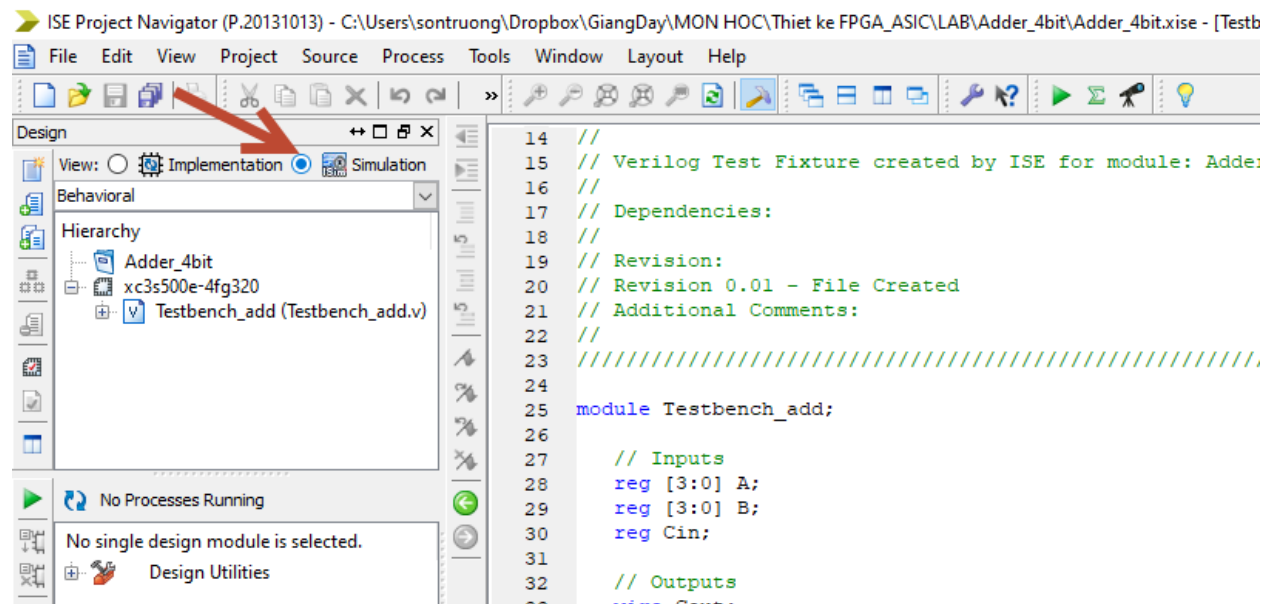 ISE Project Navigator (P.20131013) - C:\Users\sontruong\Dropbox\GiangDay\MON HOC\Thiet ke FPGA_ASIC\LAB\Adder_4bit\Adder_4bit.xise - [Testb
File Edit View Project Source Process Tools Window Layout Help
»
Design
View: Implementation Simulation
Behavioral
Hierarchy
Adder_4bit
xc3s500e-4fg320
Testbench_add (Testbench_add.v)
No Processes Running
No single design module is selected.
Design Utilities
14 //
15 // Verilog Test Fixture created by ISE for module: Adder
16 //
17 // Dependencies:
18 //
19 // Revision:
20 // Revision 0.01 - File Created
21 // Additional Comments:
22 //
23 ////////////////////////////////////////////////////////
24
25 module Testbench_add;
26
27 // Inputs
28 reg [3:0] A;
29 reg [3:0] B;
30 reg Cin;
31
32 // Outputs